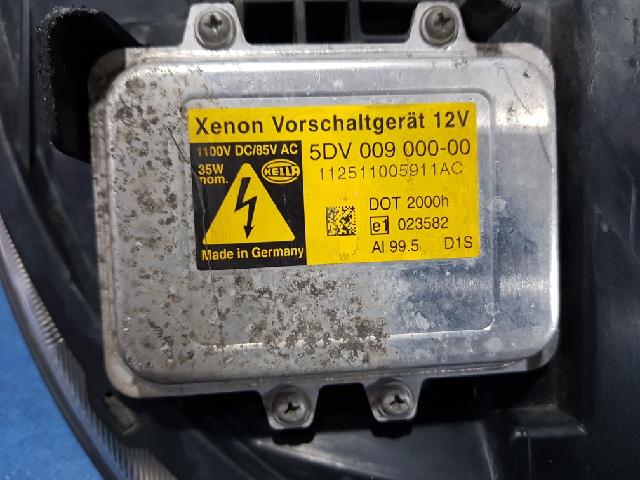 Xenon Vorschaltgerät 12V
1100V DC/85V AC
35W
nom.
HELLA
Made in Germany
5DV 009 000-00
112511005911AC
DOT 2000h
e1 023582
Al 99.5 D1S